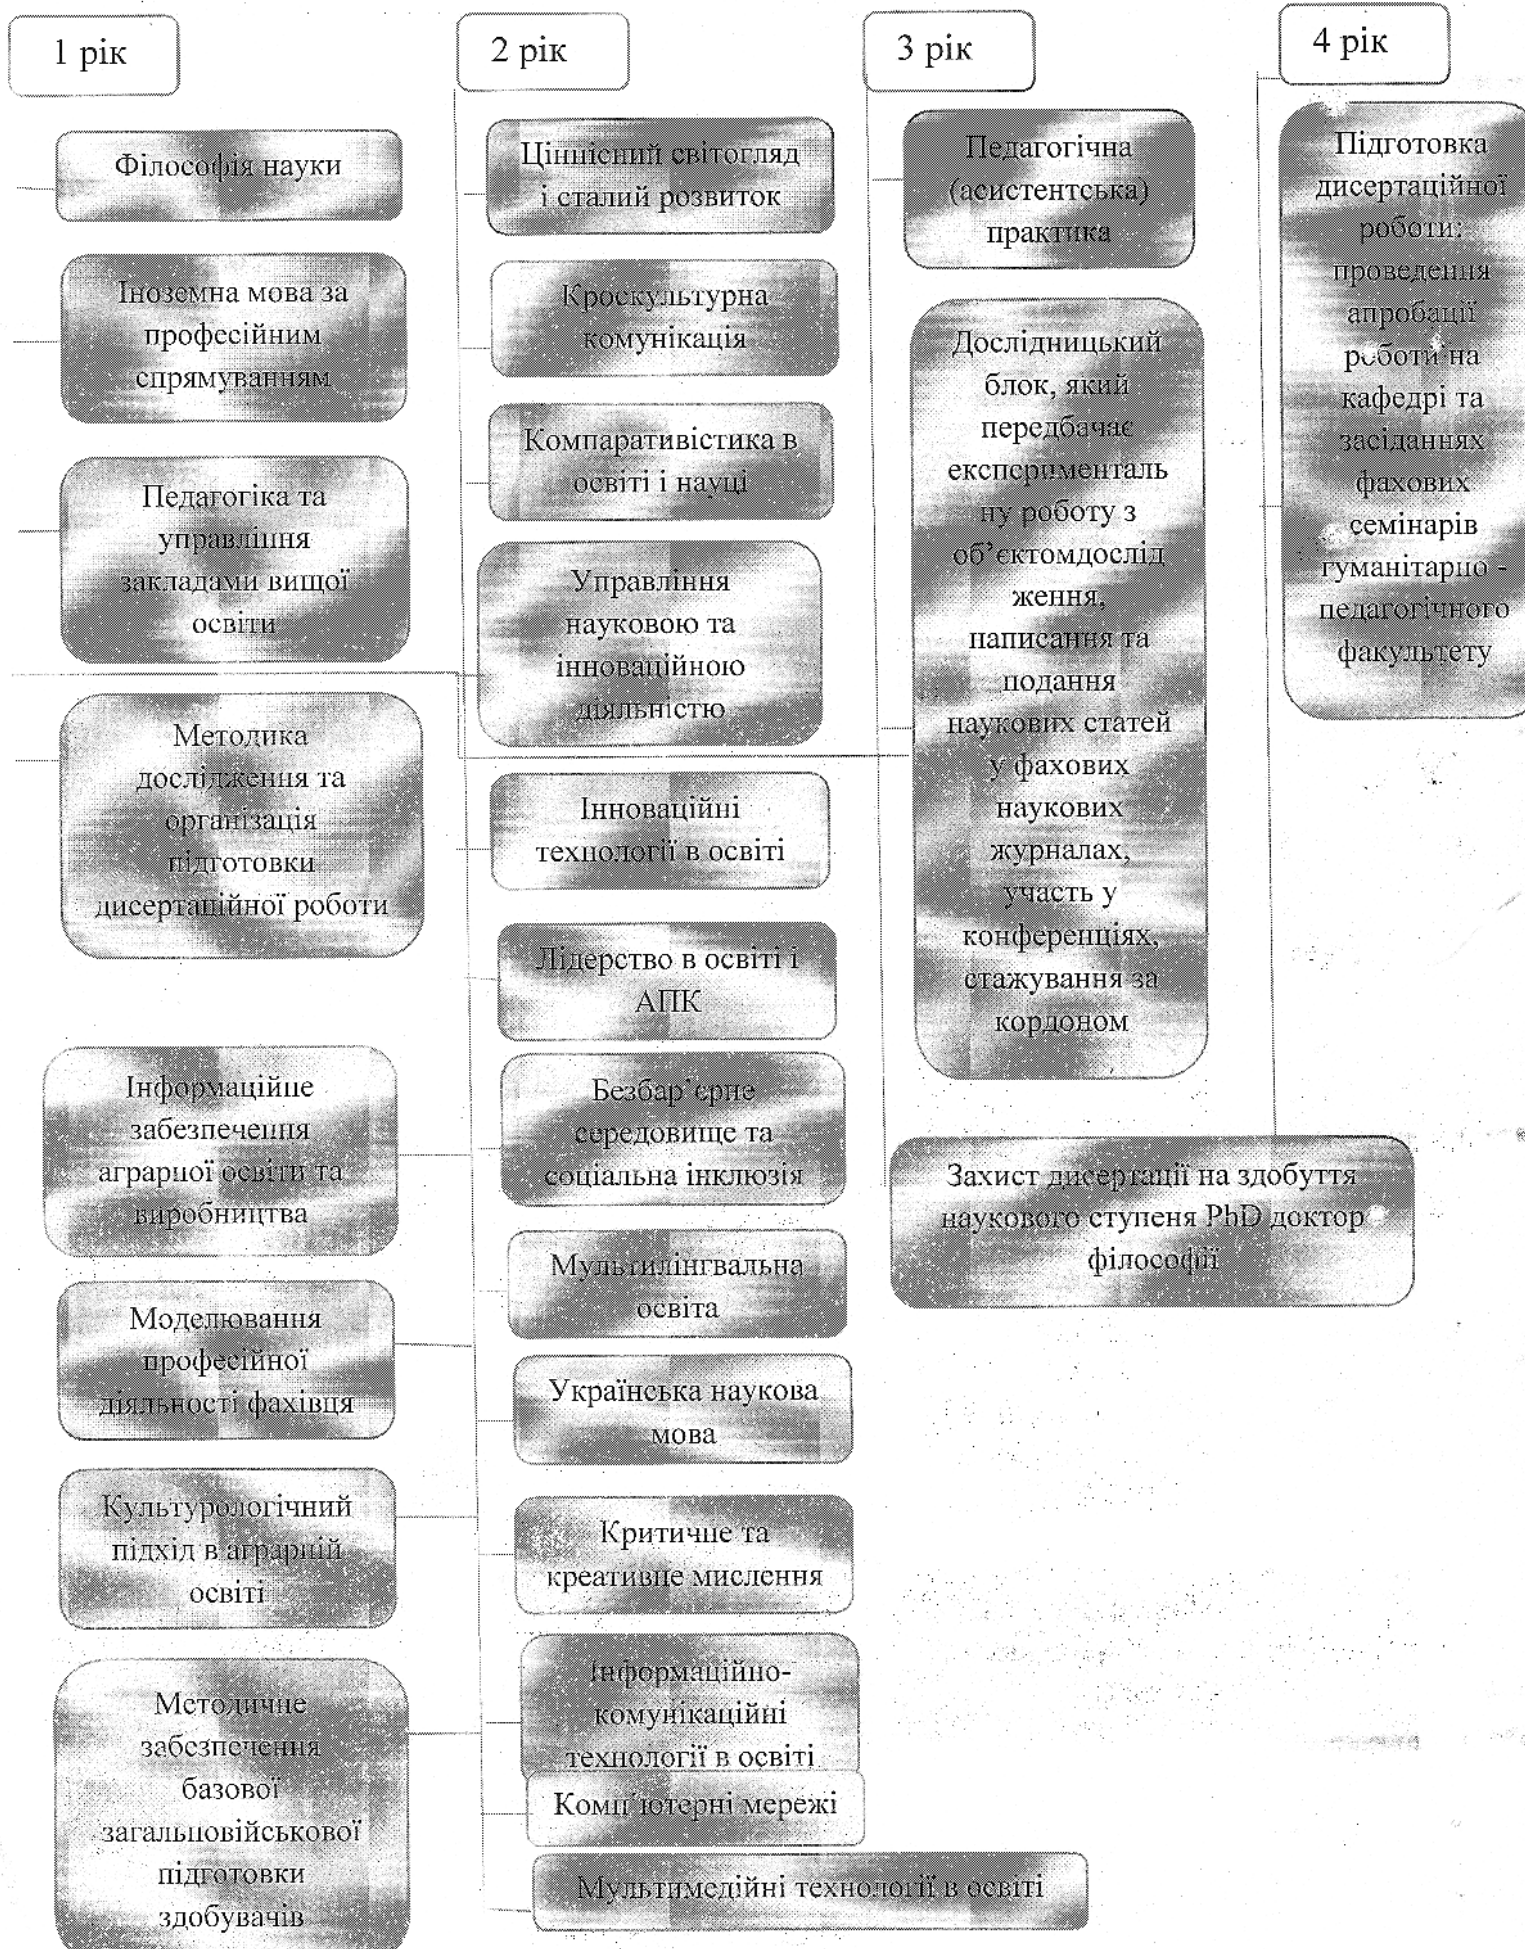 1 рік
Філософія науки
Іноземна мова за
професійним
спрямуванням
Педагогіка та
управління
закладами вищої
освіти
Методика
дослідження та
організація
підготовки
дисертаційної роботи
Інформаційне
забезпечення
аграрної освіти та
виробництва
Моделювання
професійної
діяльності фахівця
Культурологічний
підхід в аграрній
освіті
Методичне
забезпечення
базової
загальновійськової
підготовки
здобувачів
2 рік
Ціннісний світогляд
і сталий розвиток
Кроскультурна
комунікація
Компаративістика в
освіті і науці
Управління
науковою та
інноваційною
діяльністю
Інноваційні
технології в освіті
Лідерство в освіті і
АПК
Безбар’єрне
середовище та
соціальна інклюзія
Мультилінгвальна
освіта
Українська наукова
мова
Критичне та
креативне мислення
Інформаційно-
комунікаційні
технології в освіті
Комп’ютерні мережі
Мультимедійні технології в освіті
3 рік
Педагогічна
(асистентська)
практика
Дослідницький
блок, який
передбачає
експерименталь
ну роботу з
об’єктомдослід
ження,
написання та
подання
наукових статей
у фахових
наукових
журналах,
участь у
конференціях,
стажування за
кордоном
4 рік
Підготовка
дисертаційної
роботи:
проведення
апробації
роботи на
кафедрі та
засіданнях
фахових
семінарів
гуманітарно -
педагогічного
факультету
Захист дисертації на здобуття
наукового ступеня PhD доктор
філософії